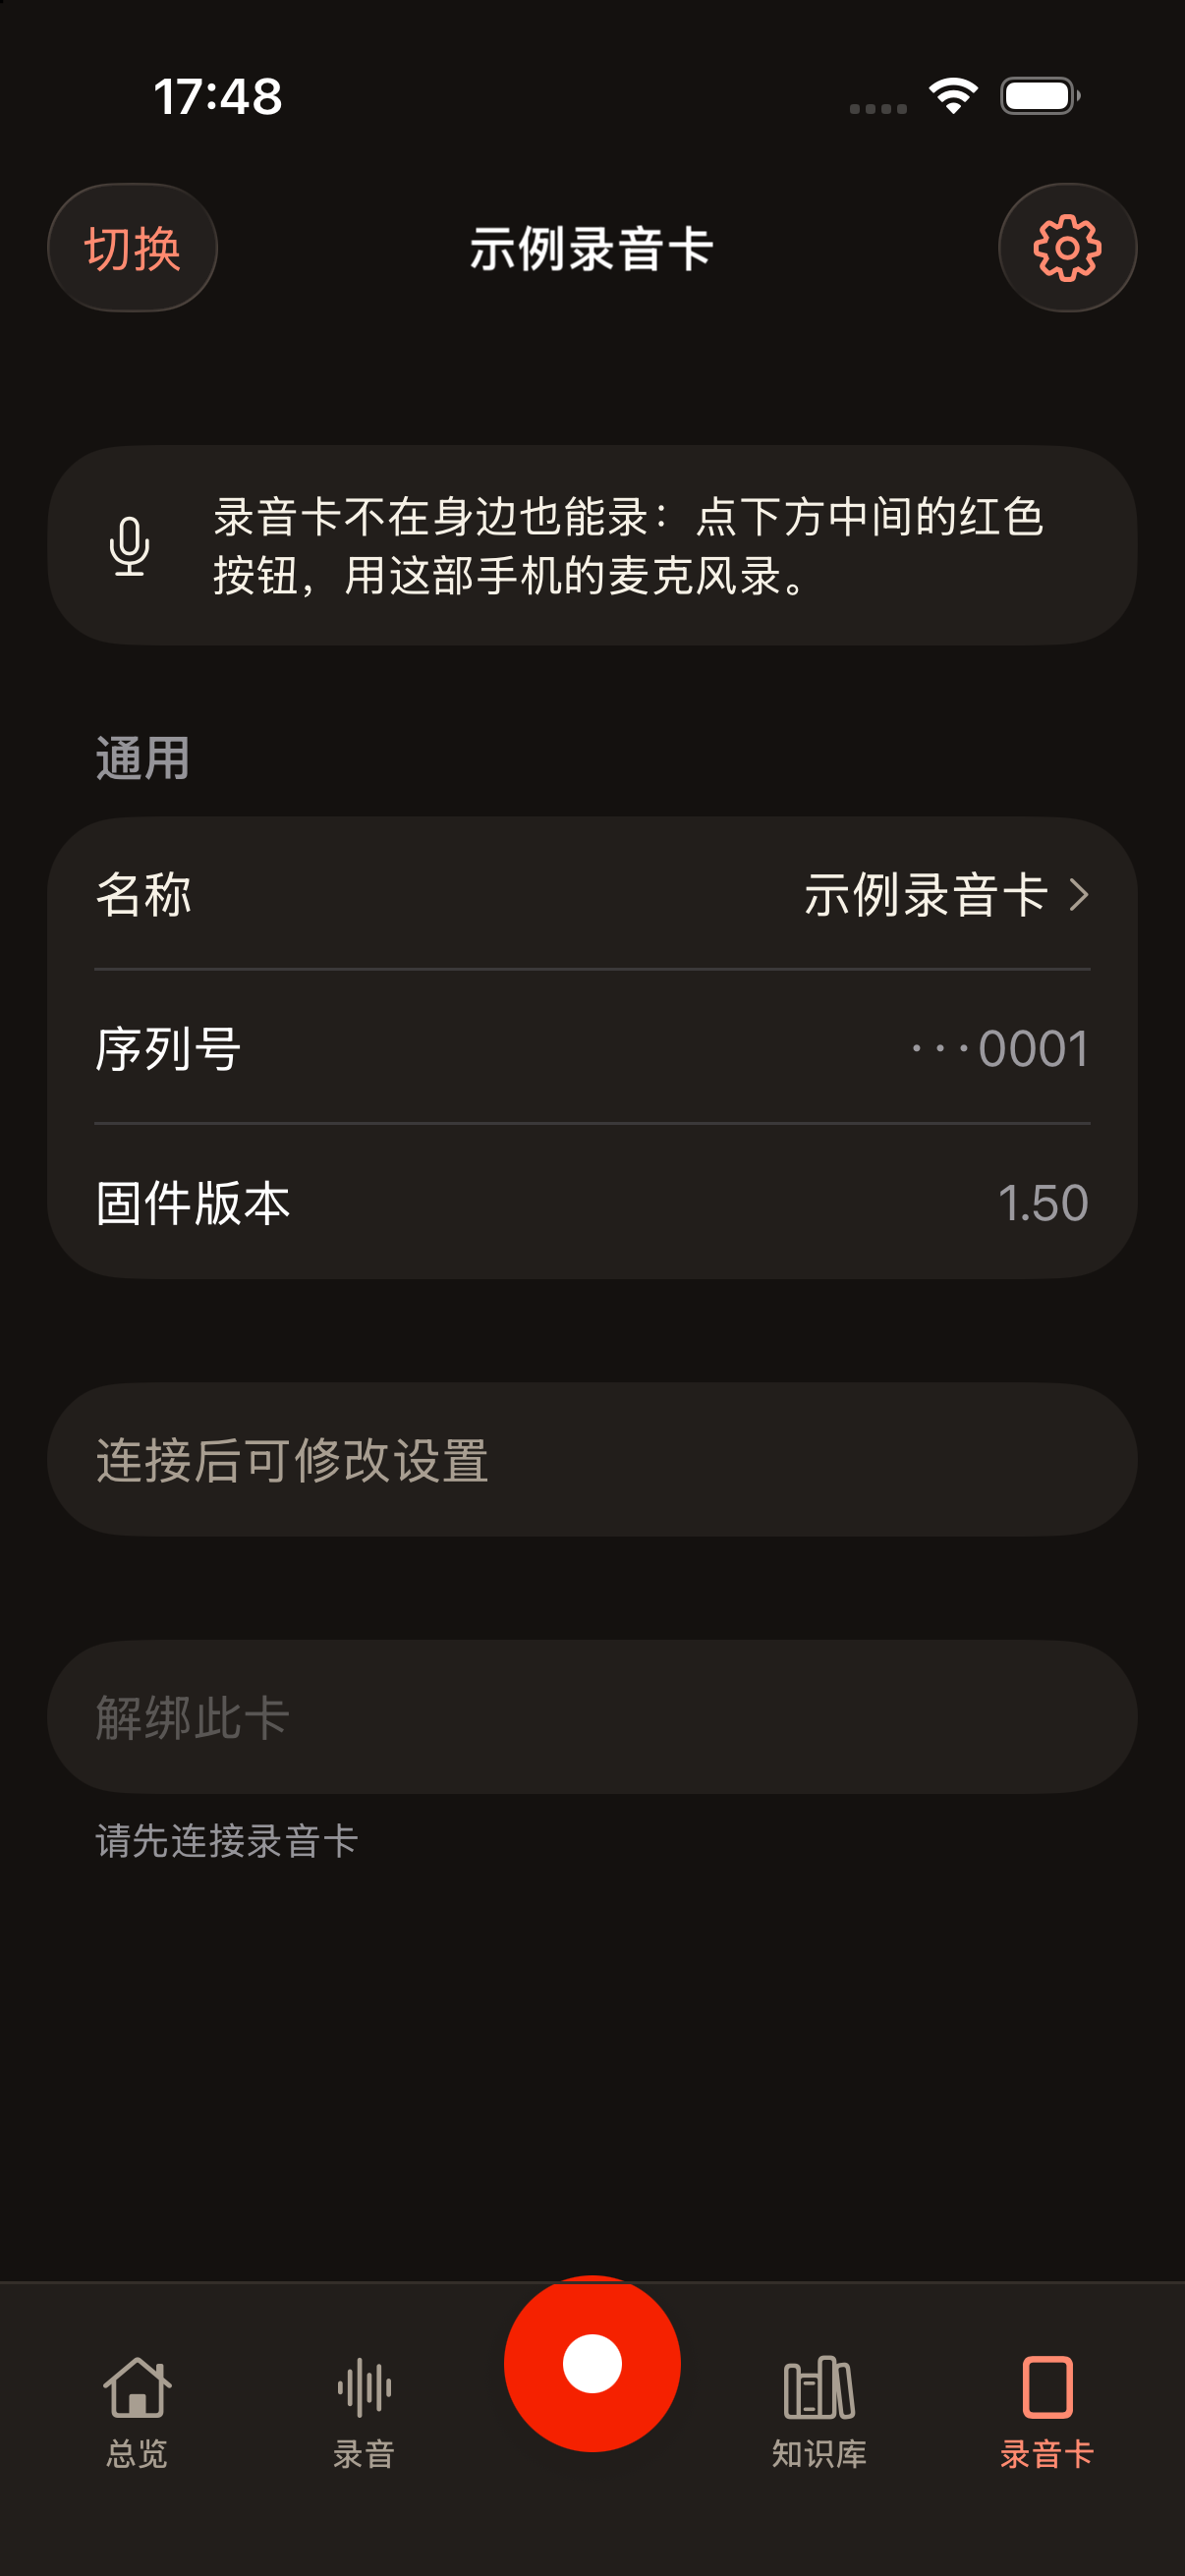 17:48
切换
示例录音卡
录音卡不在身边也能录：点下方中间的红色
按钮，用这部手机的麦克风录。
通用
名称
示例录音卡
序列号
···0001
固件版本
1.50
连接后可修改设置
解绑此卡
请先连接录音卡
总览
录音
知识库
录音卡